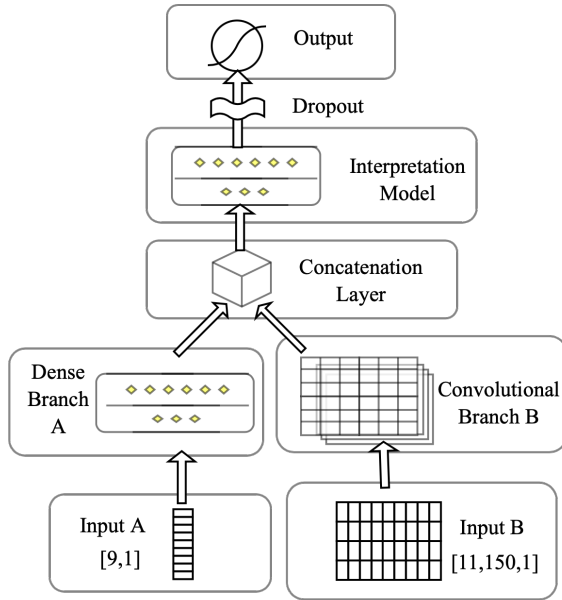 Output
Dropout
Interpretation
Model
Concatenation
Layer
Dense
Branch
A
Convolutional
Branch B
Input A
[9,1]
Input B
[11,150,1]